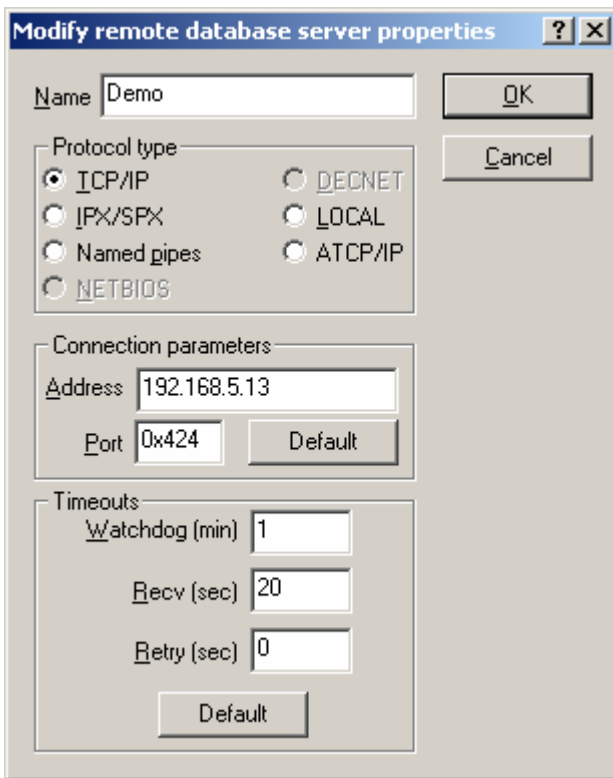 Modify remote database server properties ? X
Name Demo OK
Protocol type Cancel
TCP/IP DECNET
IPX/SPX LOCAL
Named pipes ATCP/IP
NETBIOS
Connection parameters
Address 192.168.5.13
Port 0x424 Default
Timeouts
Watchdog (min) 1
Recv (sec) 20
Retry (sec) 0
Default